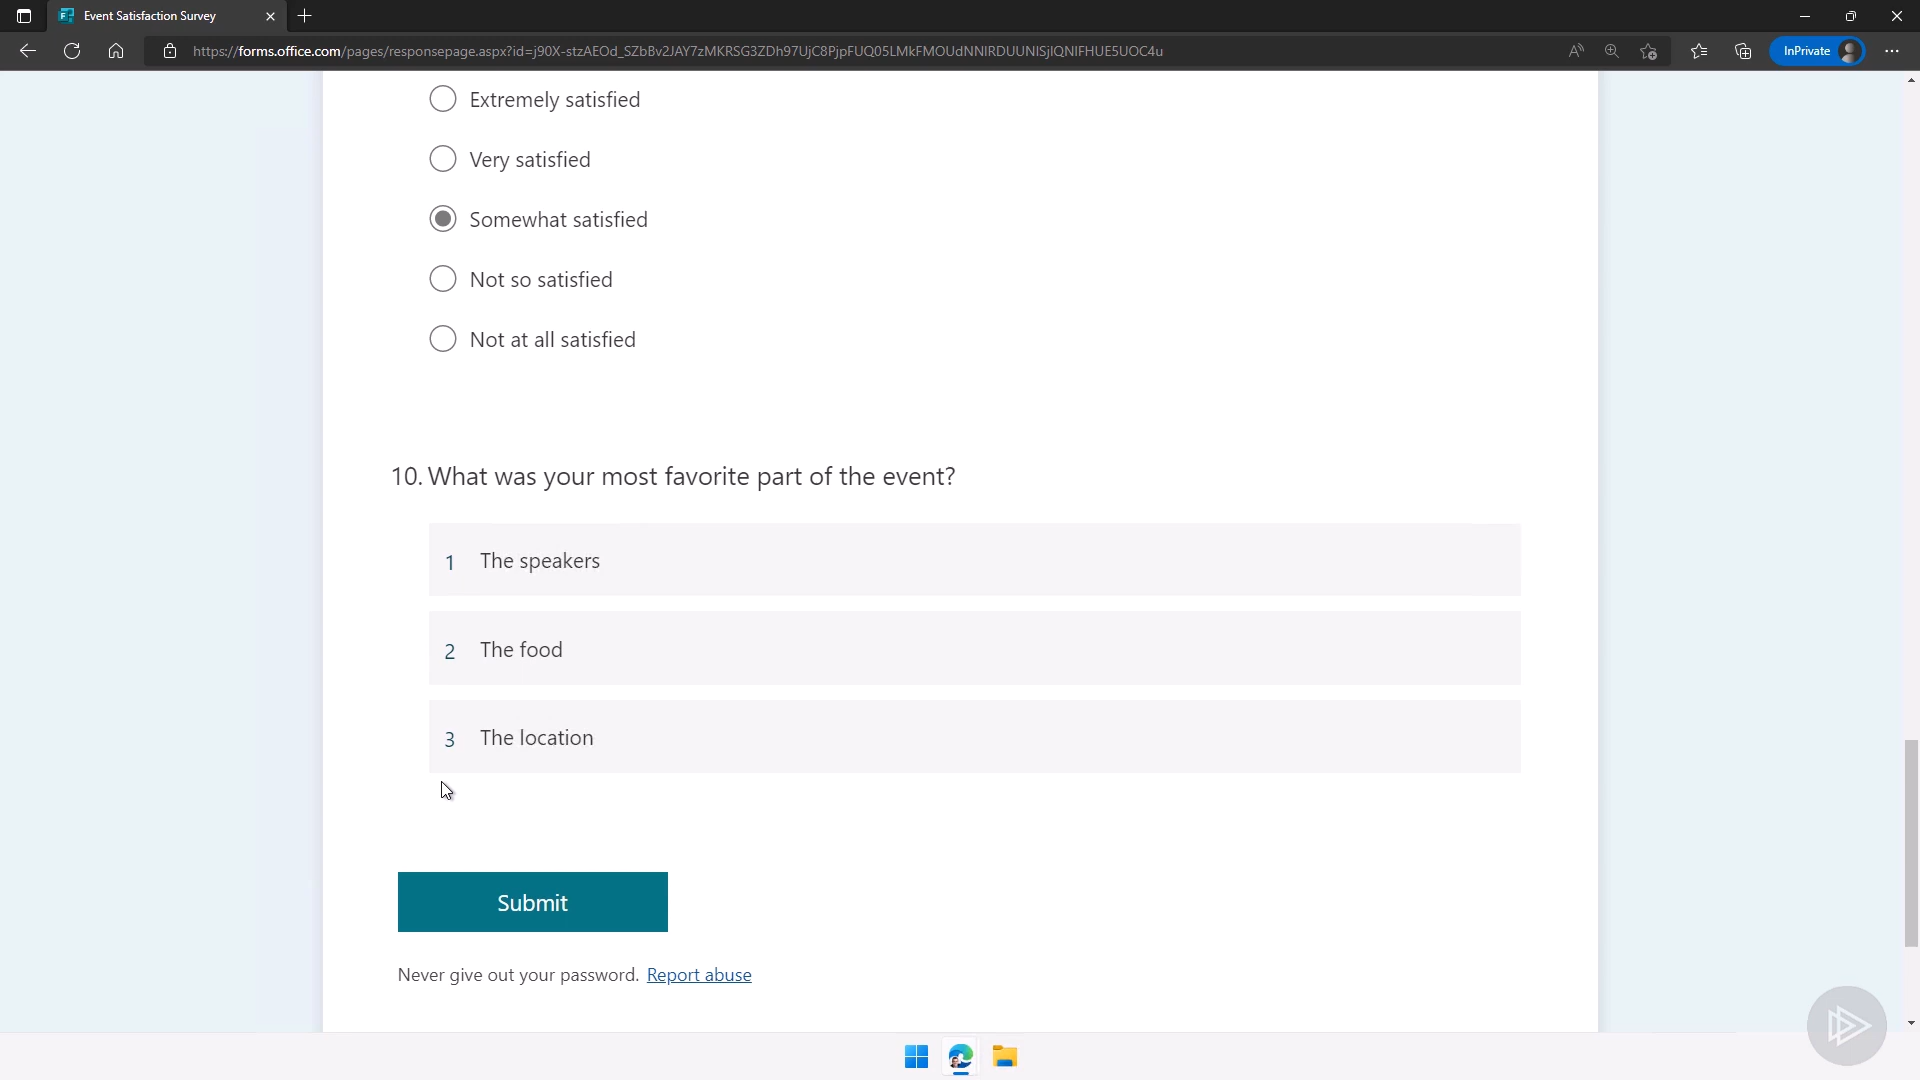 Event Satisfaction Survey
https://forms.office.com/pages/responsepage.aspx?id=j90X-stzAEOd_SZbBv2JAY7zMKRSG3ZDh97UjC8PjpFUQ05LMkFMOUdNNlRDUUNISjlQNlFHUE5UOC4u
InPrivate
Extremely satisfied
Very satisfied
Somewhat satisfied
Not so satisfied
Not at all satisfied
10. What was your most favorite part of the event?
1 The speakers
2 The food
3 The location
Submit
Never give out your password. Report abuse